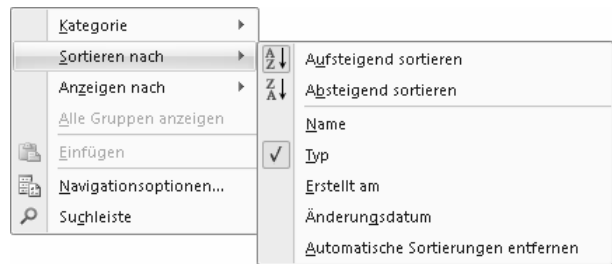 Kategorie
Sortieren nach
Anzeigen nach
Alle Gruppen anzeigen
Einfügen
Navigationsoptionen...
Suchleiste
A
Z
Aufsteigend sortieren
Z
A
Absteigend sortieren
Name
Typ
Erstellt am
Änderungsdatum
Automatische Sortierungen entfernen